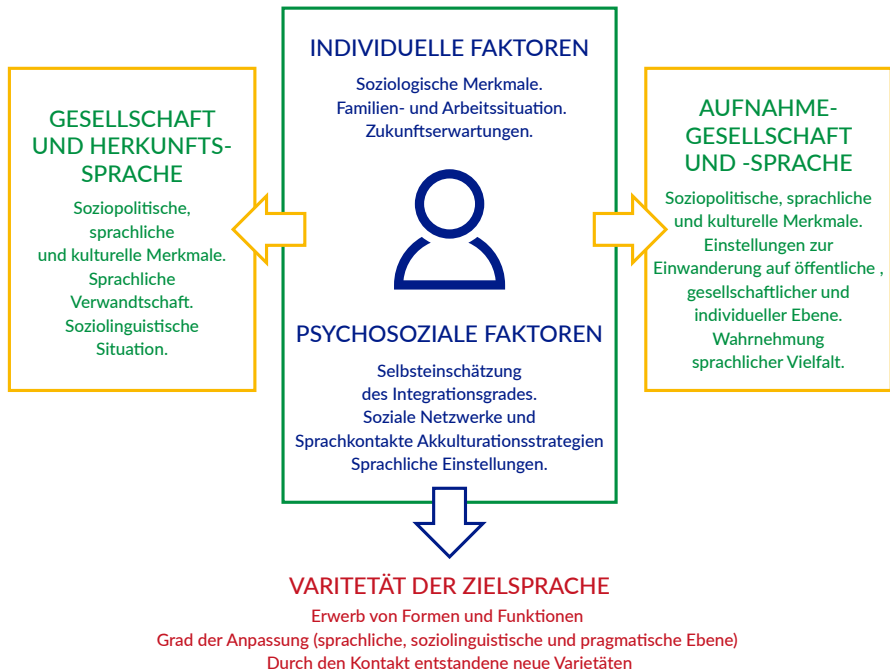 INDIVIDUELLE FAKTOREN
Soziologische Merkmale.
Familien- und Arbeitssituation.
Zukunftserwartungen.
GESELLSCHAFT
UND HERKUNFTS-
SPRACHE
Soziopolitische,
sprachliche
und kulturelle Merkmale.
Sprachliche
Verwandtschaft.
Soziolinguistische
Situation.
AUFNAHME-
GESELLSCHAFT
UND -SPRACHE
Soziopolitische, sprachliche
und kulturelle Merkmale.
Einstellungen zur
Einwanderung auf öffentliche ,
gesellschaftlicher und
individueller Ebene.
Wahrnehmung
sprachlicher Vielfalt.
PSYCHOSOZIALE FAKTOREN
Selbsteinschätzung
des Integrationsgrades.
Soziale Netzwerke und
Sprachkontakte Akkulturationsstrategien
Sprachliche Einstellungen.
VARITETÄT DER ZIELSPRACHE
Erwerb von Formen und Funktionen
Grad der Anpassung (sprachliche, soziolinguistische und pragmatische Ebene)
Durch den Kontakt entstandene neue Varietäten